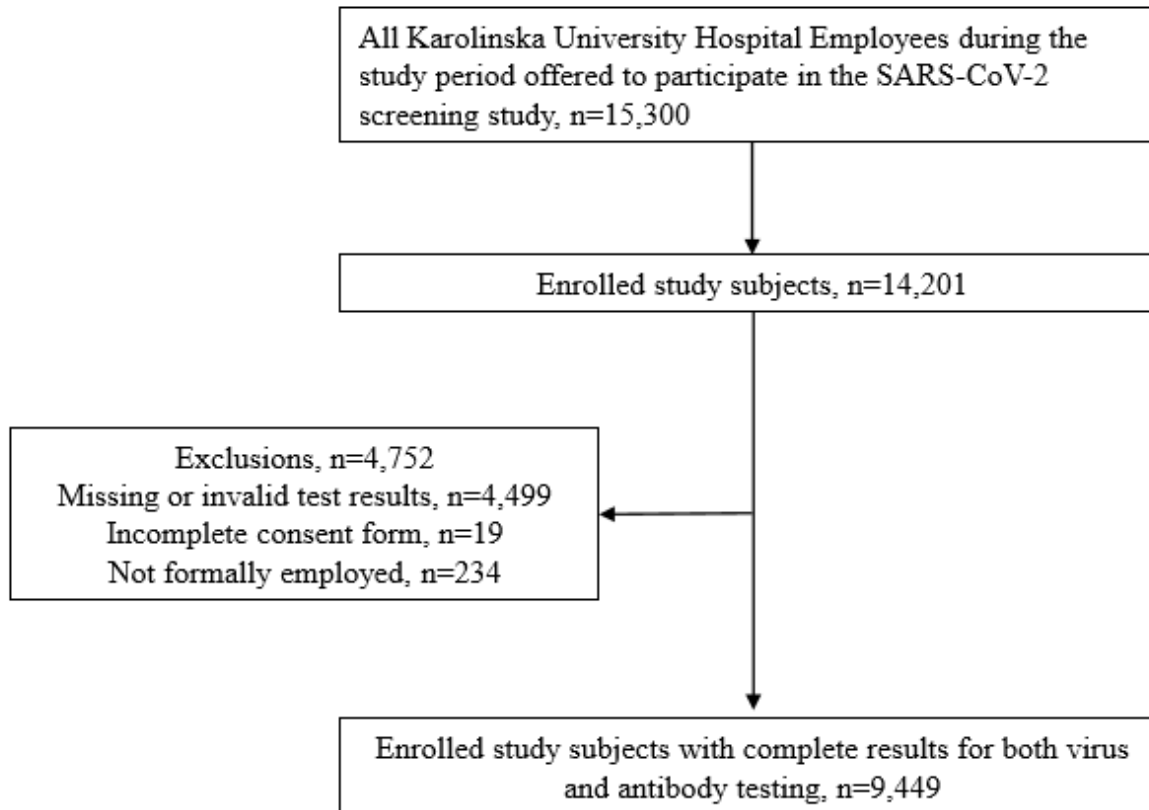 All Karolinska University Hospital Employees during the
study period offered to participate in the SARS-CoV-2
screening study, n=15,300
Enrolled study subjects, n=14,201
Exclusions, n=4,752
Missing or invalid test results, n=4,499
Incomplete consent form, n=19
Not formally employed, n=234
Enrolled study subjects with complete results for both virus
and antibody testing, n=9,449